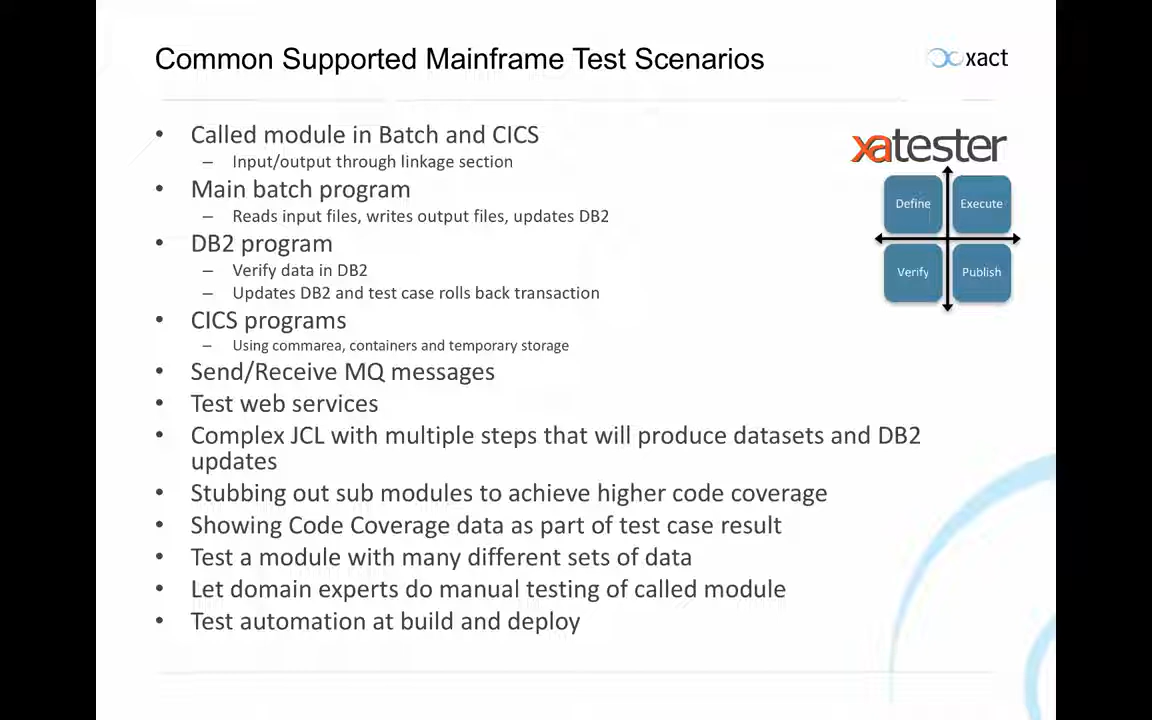 Common Supported Mainframe Test Scenarios
xact
• Called module in Batch and CICS
– Input/output through linkage section
• Main batch program
– Reads input files, writes output files, updates DB2
• DB2 program
– Verify data in DB2
– Updates DB2 and test case rolls back transaction
• CICS programs
– Using commarea, containers and temporary storage
• Send/Receive MQ messages
• Test web services
• Complex JCL with multiple steps that will produce datasets and DB2
updates
• Stubbing out sub modules to achieve higher code coverage
• Showing Code Coverage data as part of test case result
• Test a module with many different sets of data
• Let domain experts do manual testing of called module
• Test automation at build and deploy
xatester
Define Execute
Verify Publish